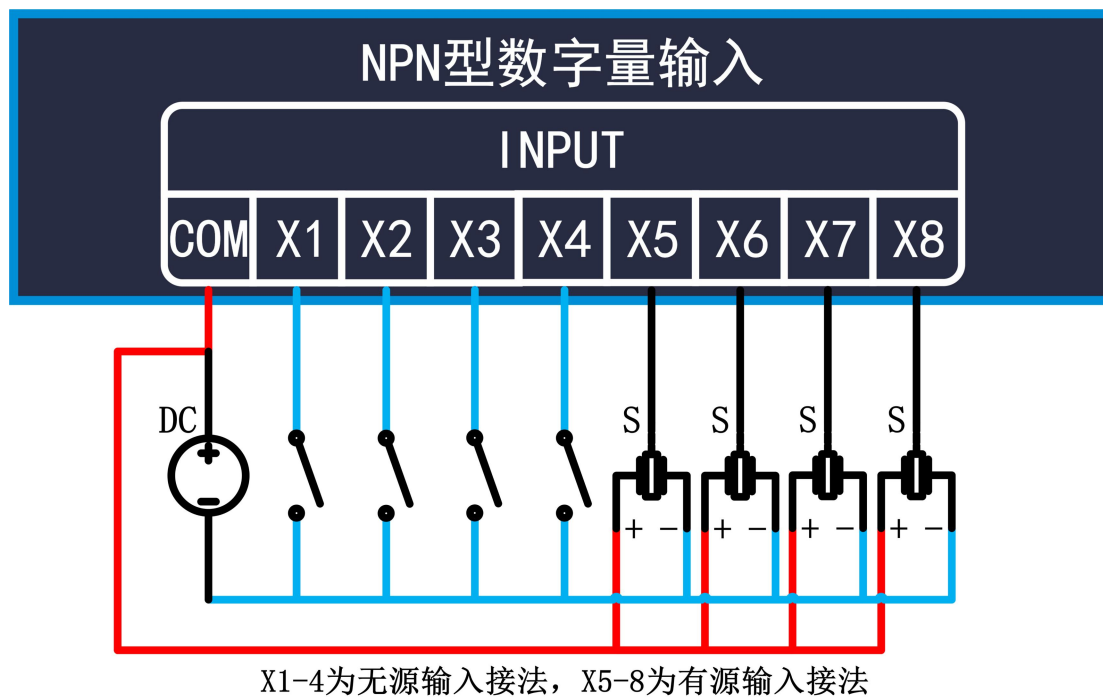 NPN型数字量输入
INPUT
COM X1 X2 X3 X4 X5 X6 X7 X8
DC S S S S
+ - + - + - + -
X1-4为无源输入接法，X5-8为有源输入接法